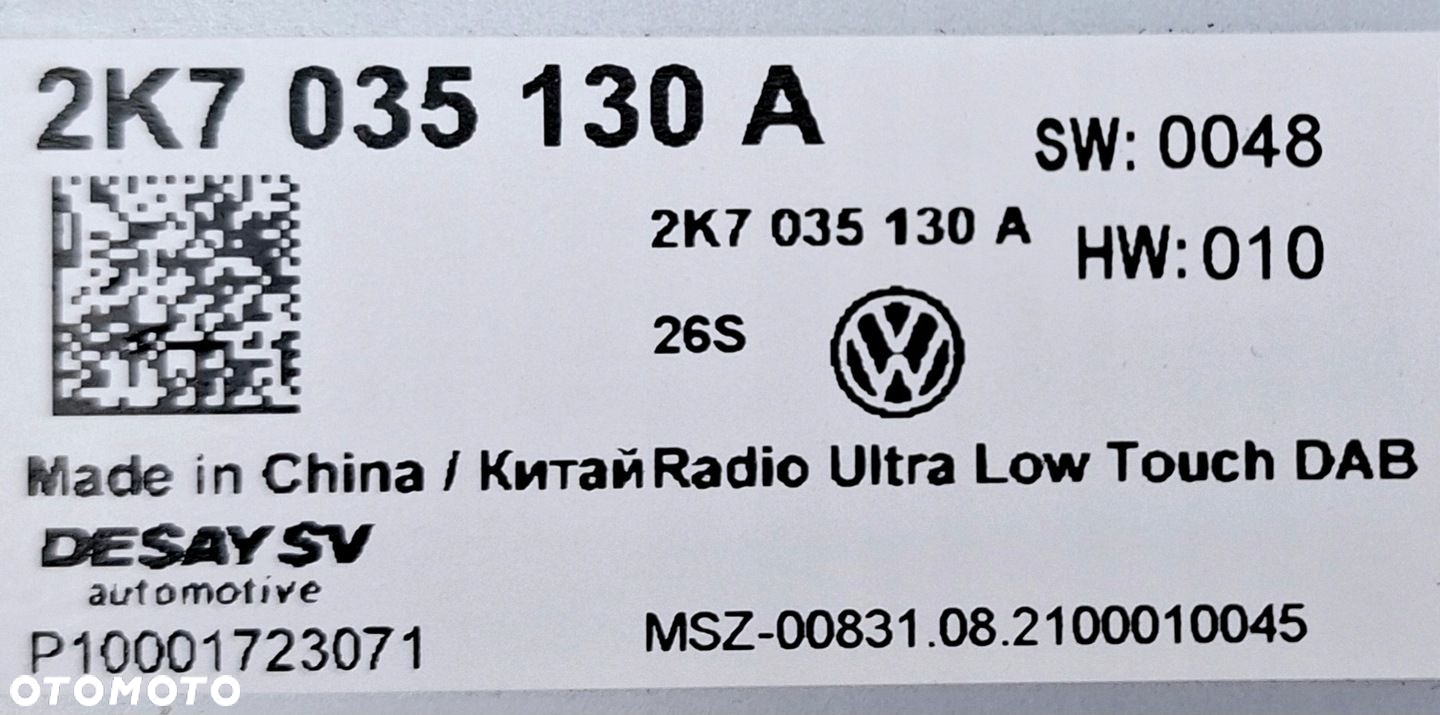 2K7 035 130 A
SW: 0048
2K7 035 130 A
HW: 010
26S
Made in China / Китай Radio Ultra Low Touch DAB
DESAY SV
automotive
P10001723071
MSZ-00831.08.2100010045
OTOMOTO